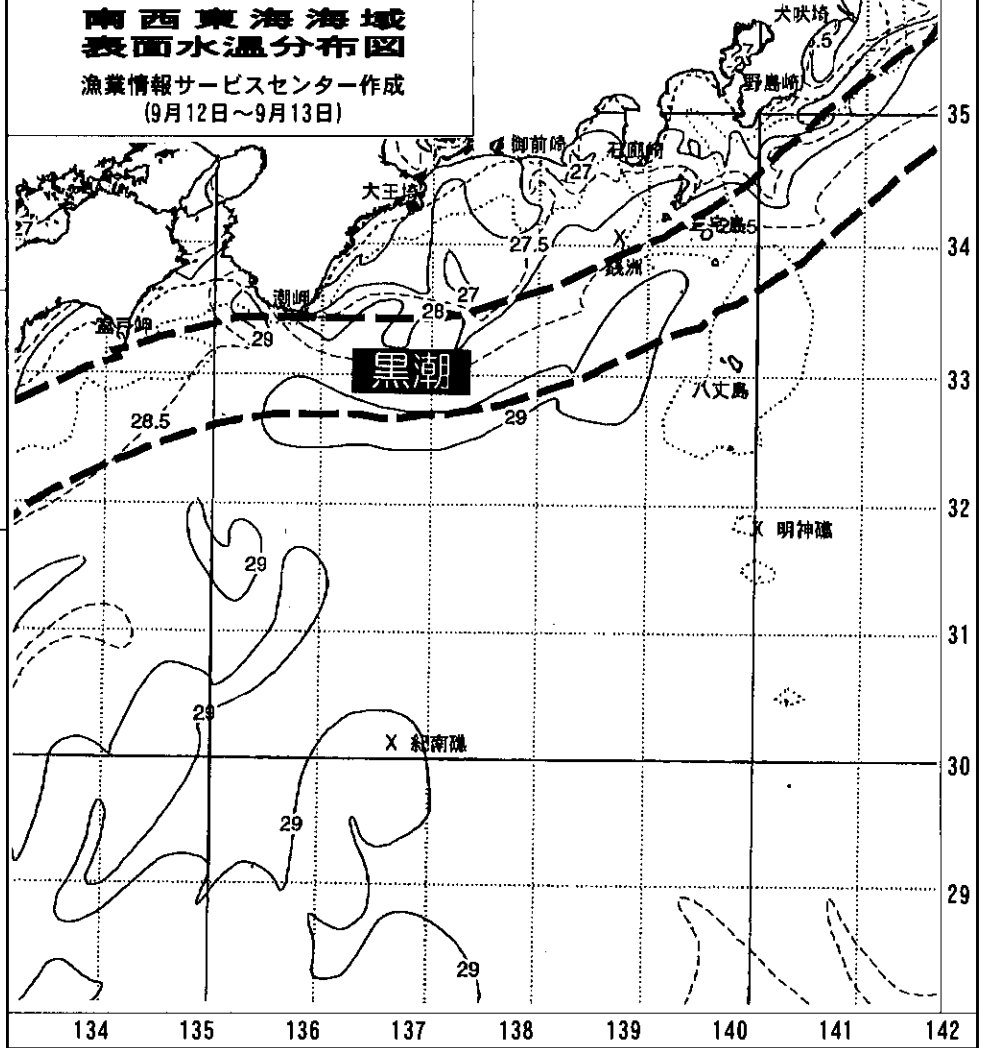 南西東海海域
表面水温分布図
漁業情報サービスセンター作成
(9月12日～9月13日)
犬吠埼
野島崎
35
御前崎
石廊崎
27
大王埼
27
27.5
三宅島
34
銭洲
潮岬
27
28
室戸岬
29
黒潮
33
八丈島
28.5
29
32
明神礁
29
31
29
紀南礁
30
29
29
29
134
135
136
137
138
139
140
141
142